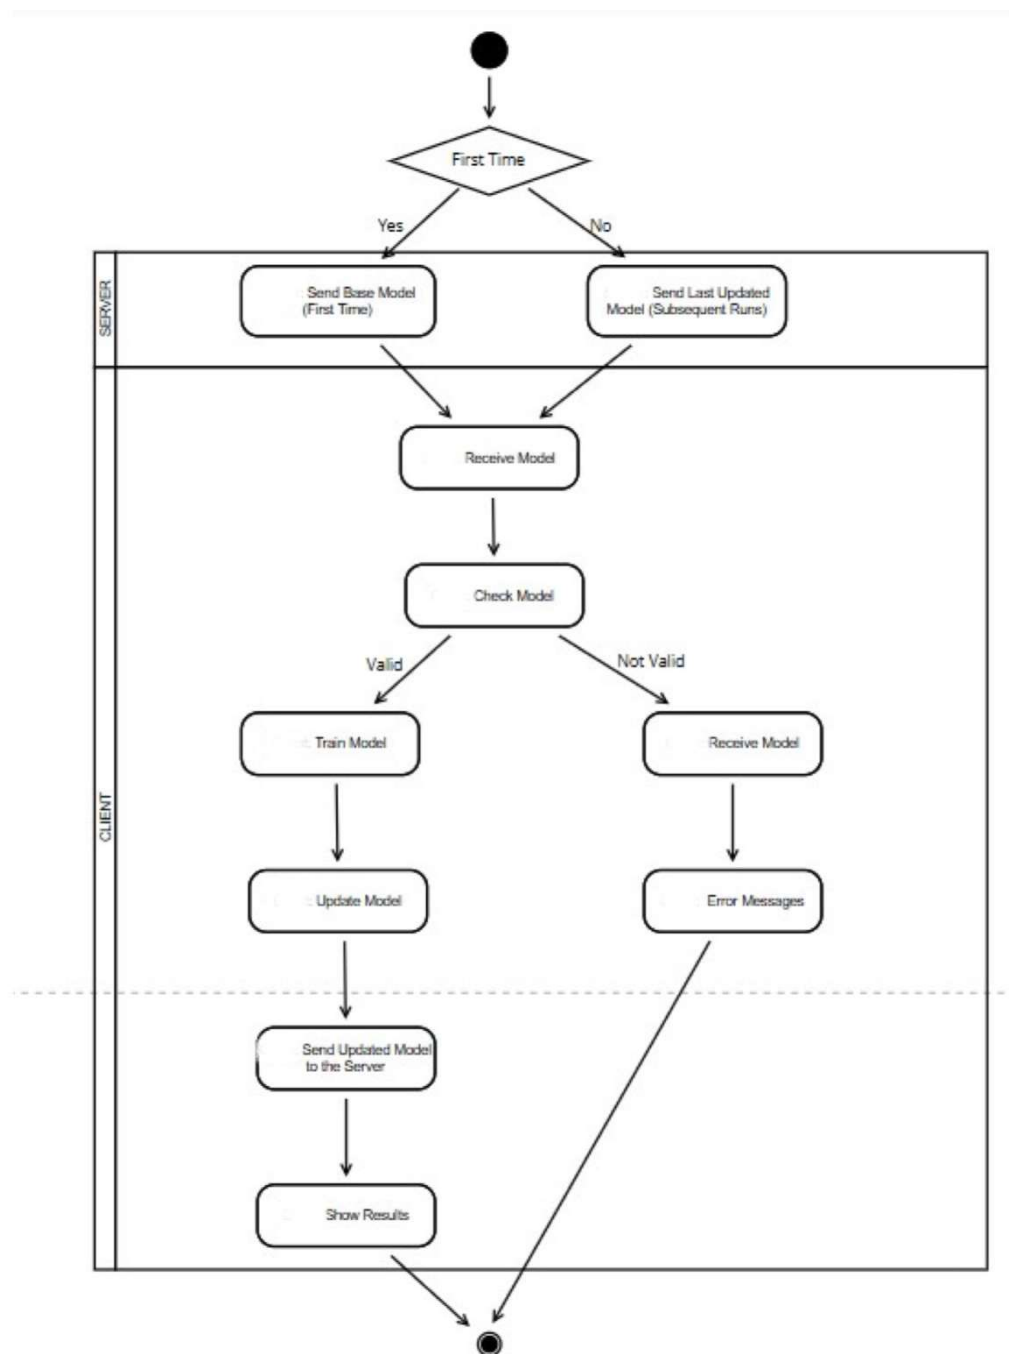 First Time
Yes
No
SERVER
Send Base Model
(First Time)
Send Last Updated
Model (Subsequent Runs)
CLIENT
Receive Model
Check Model
Valid
Not Valid
Train Model
Receive Model
Update Model
Error Messages
Send Updated Model
to the Server
Show Results